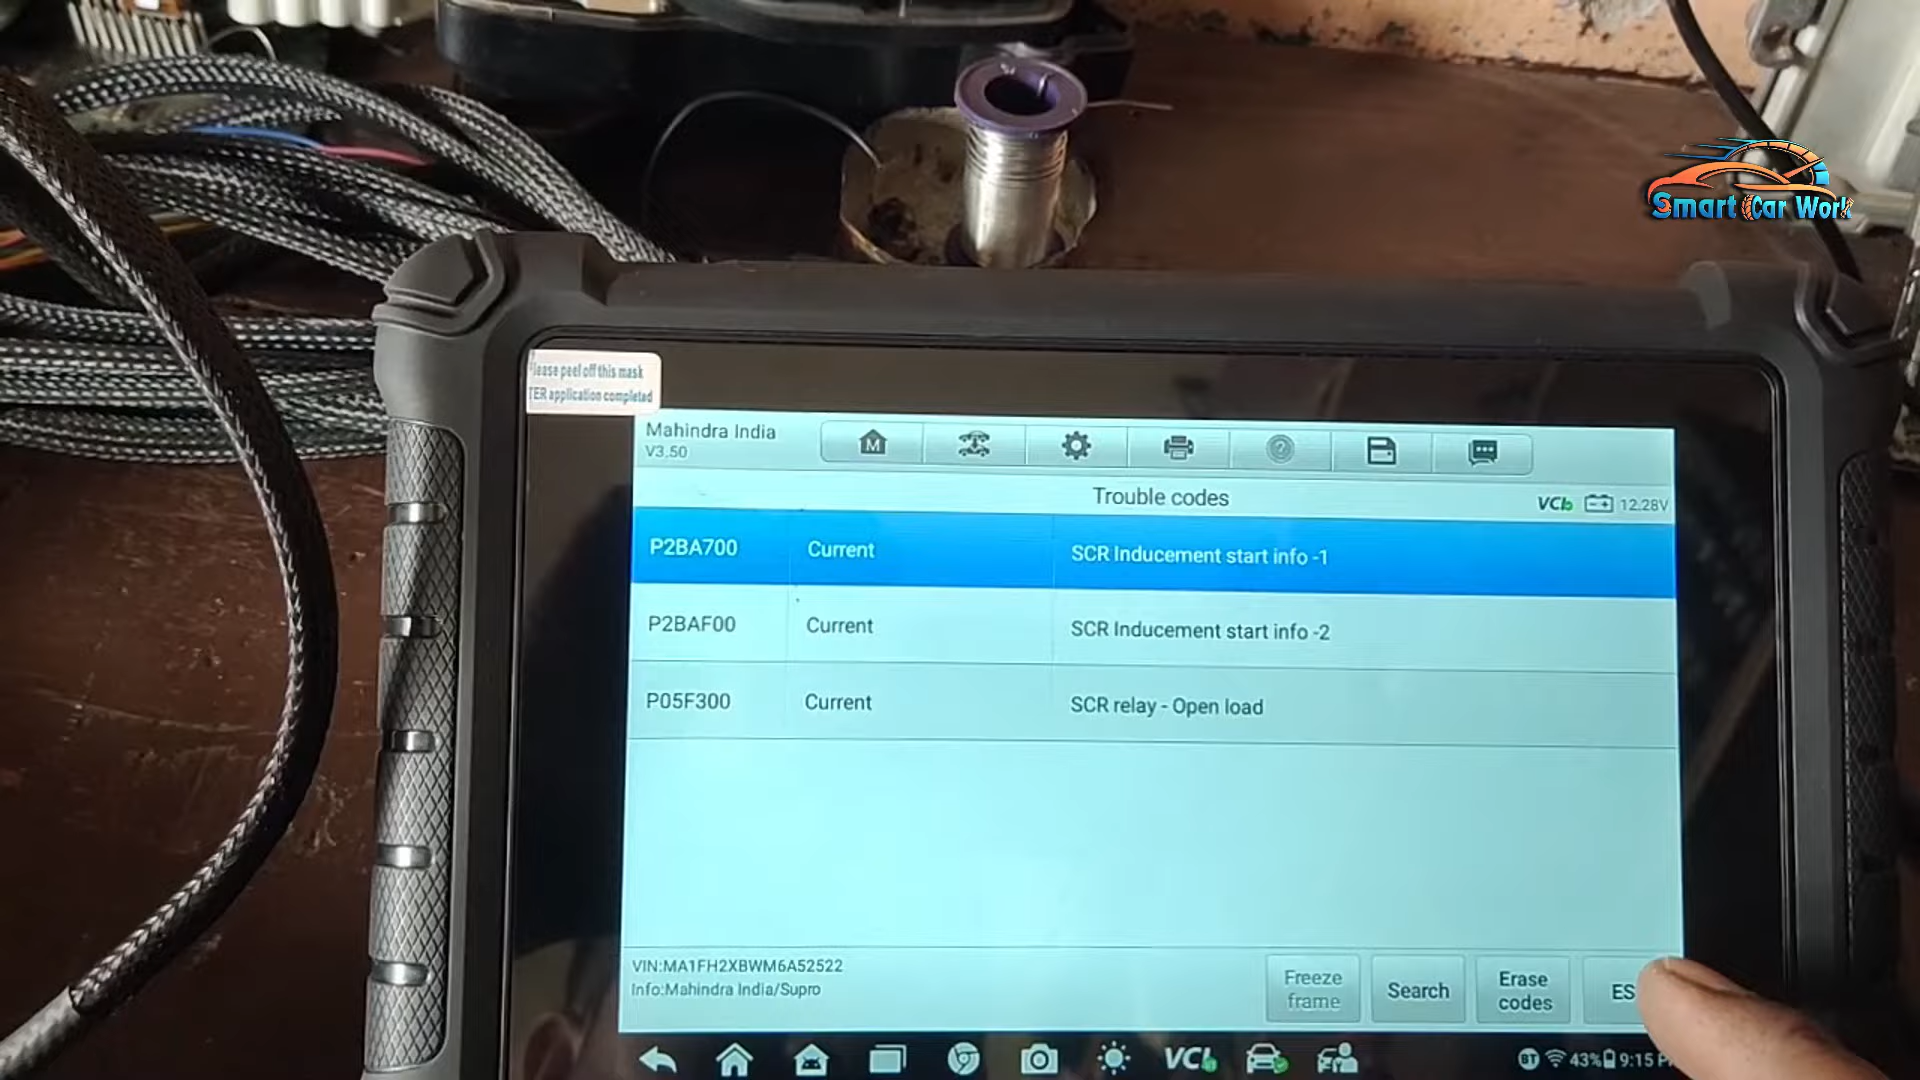 Smart Car Work
lease peel off this mask
TER application completed
Mahindra India
V3.50
M
?
Trouble codes
VCI 12.28V
P2BA700 Current SCR Inducement start info -1
P2BAF00 Current SCR Inducement start info -2
P05F300 Current SCR relay - Open load
VIN:MA1FH2XBWM6A52522
Info:Mahindra India/Supro
Freeze frame
Search
Erase codes
ES
VCI
BT 43% 9:15 P